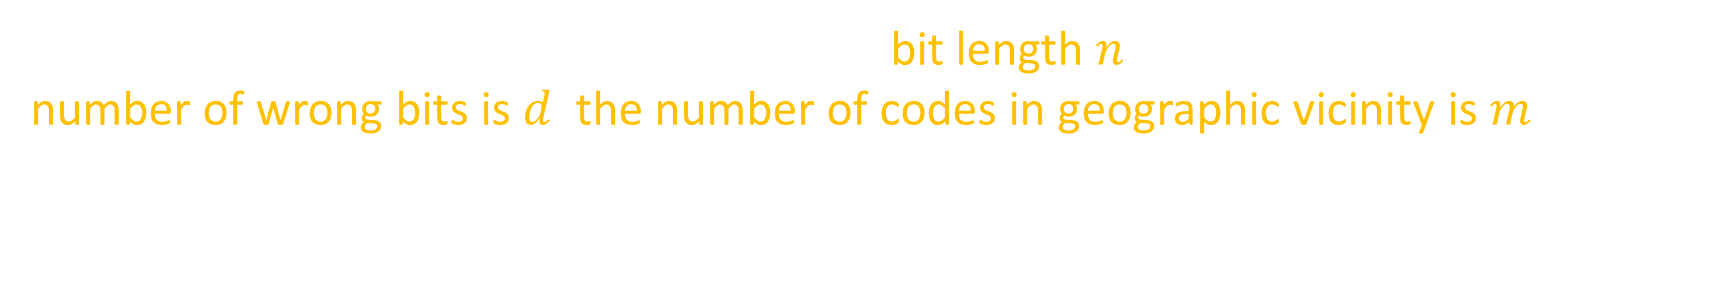 bit length n
number of wrong bits is d the number of codes in geographic vicinity is m